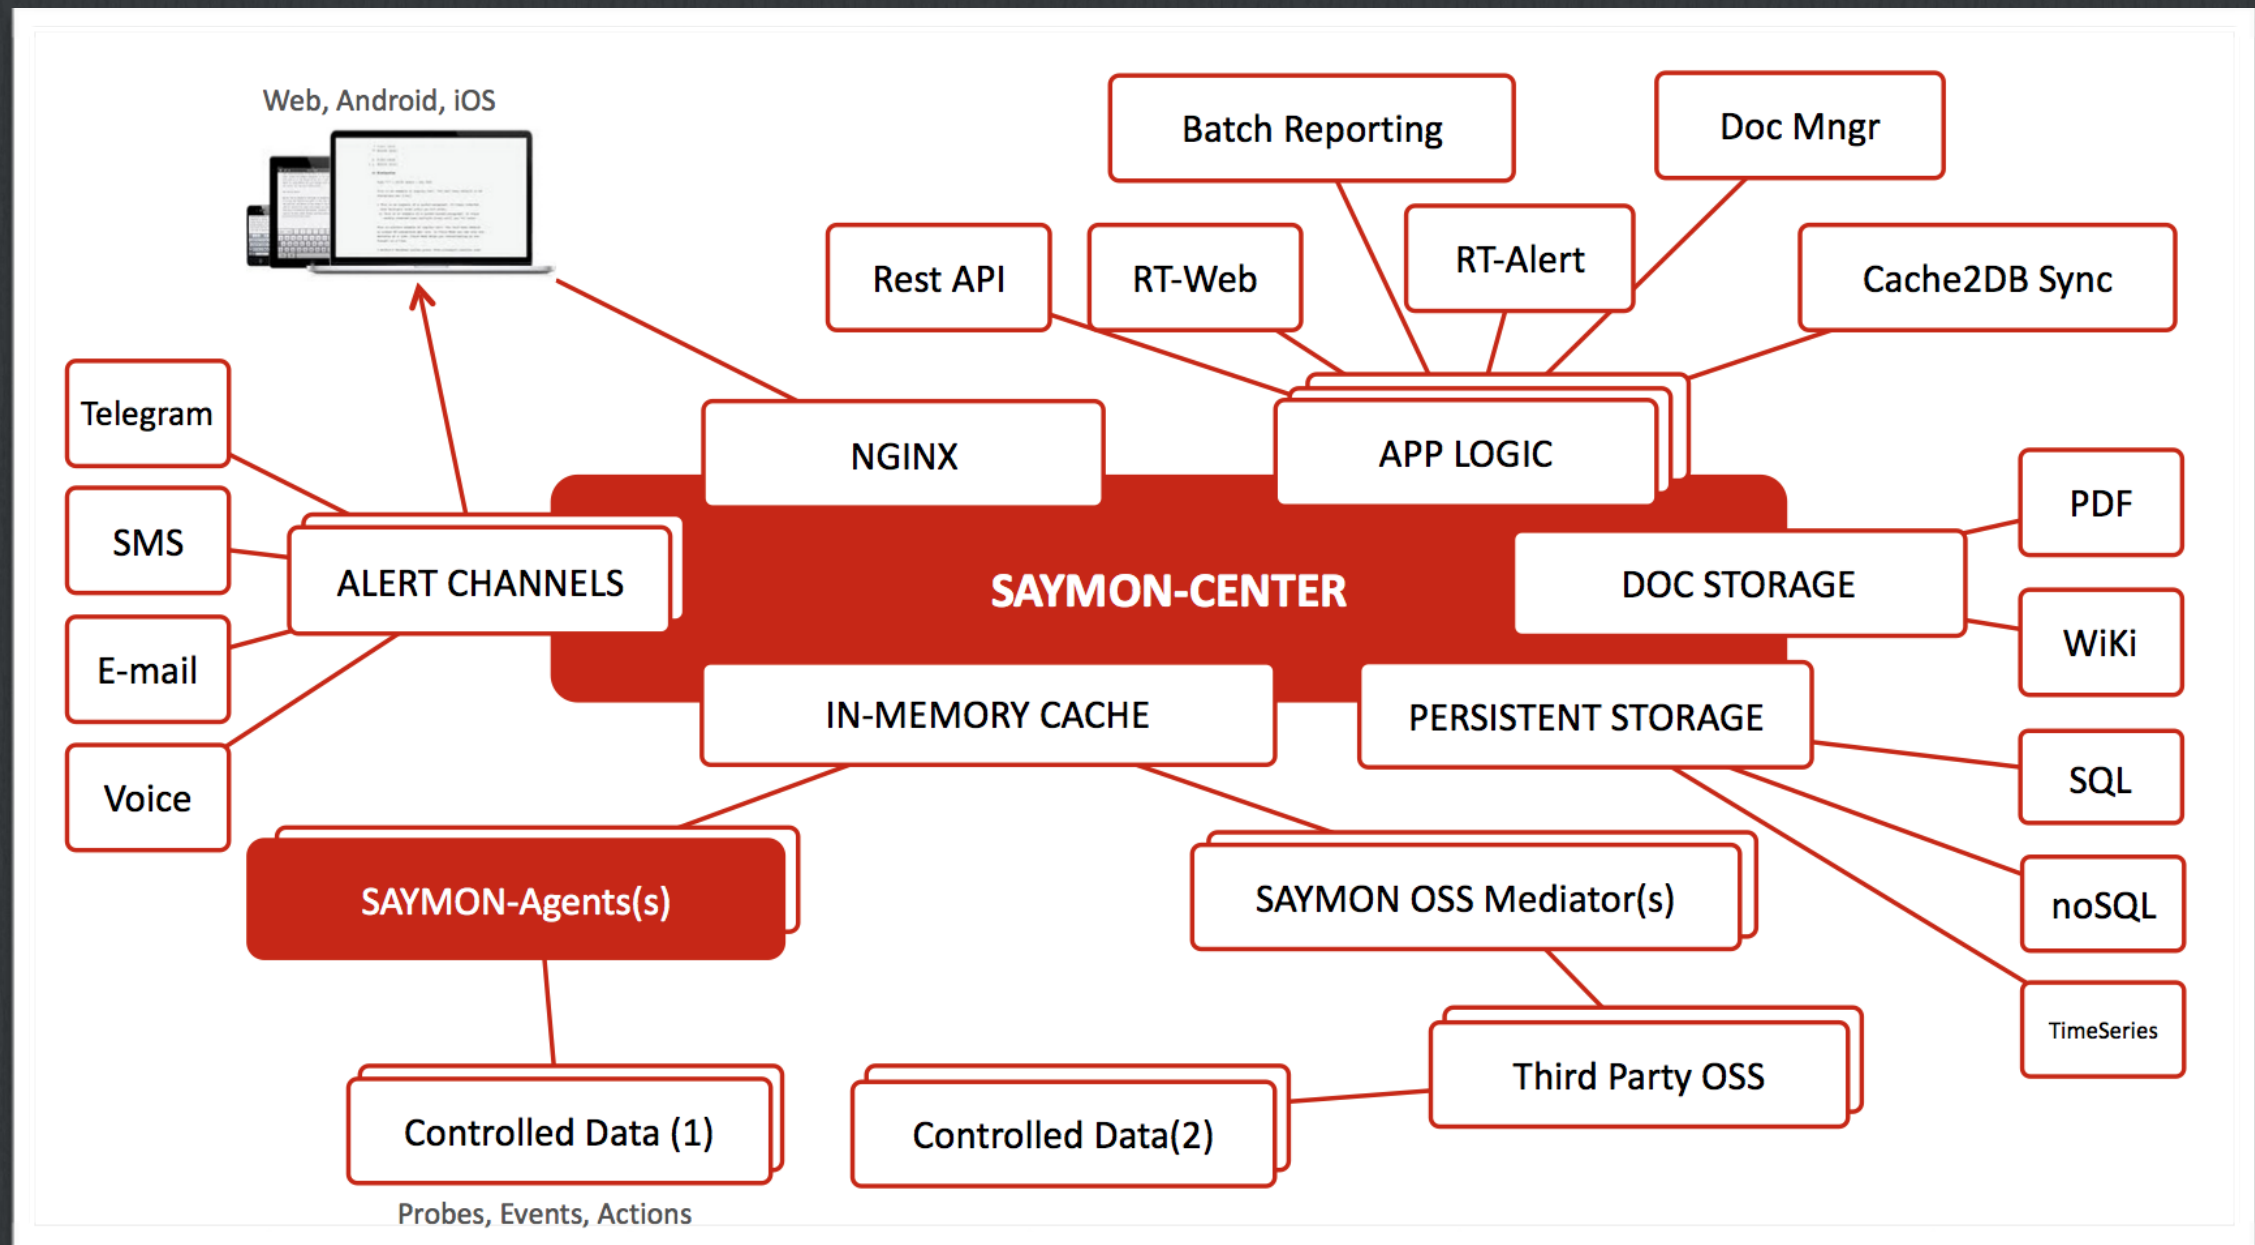 Web, Android, iOS
Batch Reporting
Doc Mngr
Rest API
RT-Web
RT-Alert
Cache2DB Sync
Telegram
NGINX
APP LOGIC
SMS
ALERT CHANNELS
SAYMON-CENTER
DOC STORAGE
PDF
WiKi
E-mail
IN-MEMORY CACHE
PERSISTENT STORAGE
SQL
Voice
SAYMON-Agents(s)
SAYMON OSS Mediator(s)
noSQL
TimeSeries
Third Party OSS
Controlled Data (1)
Controlled Data(2)
Probes, Events, Actions